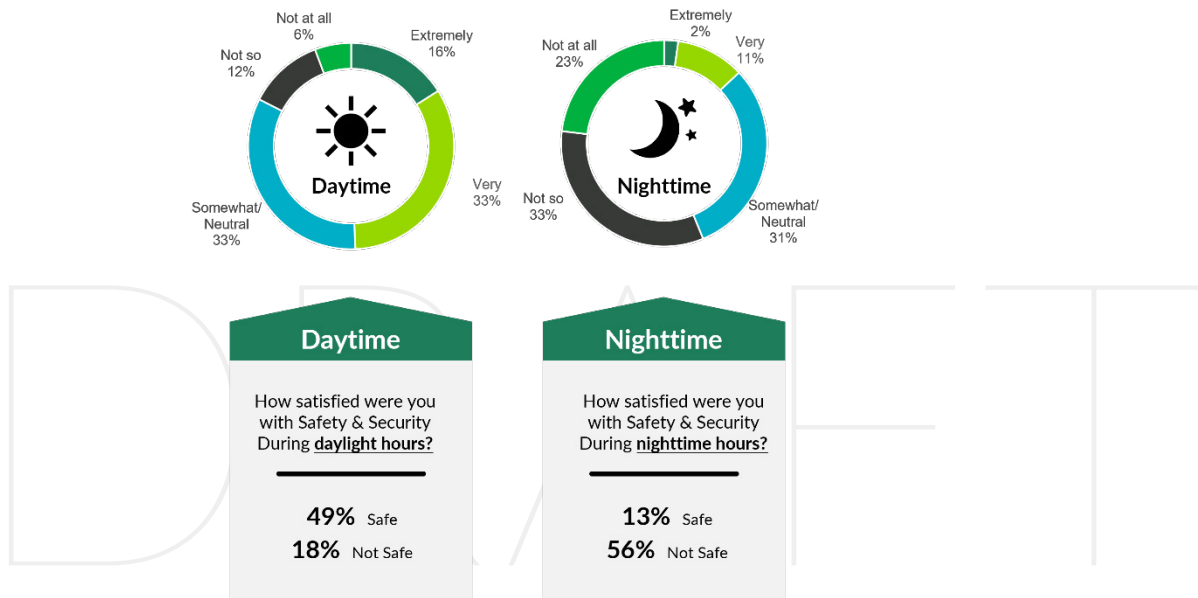 Not at all
6%
Extremely
16%
Not so
12%
Daytime
Very
33%
Somewhat/
Neutral
33%
Extremely
2%
Very
11%
Not at all
23%
Nighttime
Not so
33%
Somewhat/
Neutral
31%
DRAFT
Daytime
How satisfied were you
with Safety & Security
During daylight hours?
49% Safe
18% Not Safe
Nighttime
How satisfied were you
with Safety & Security
During nighttime hours?
13% Safe
56% Not Safe